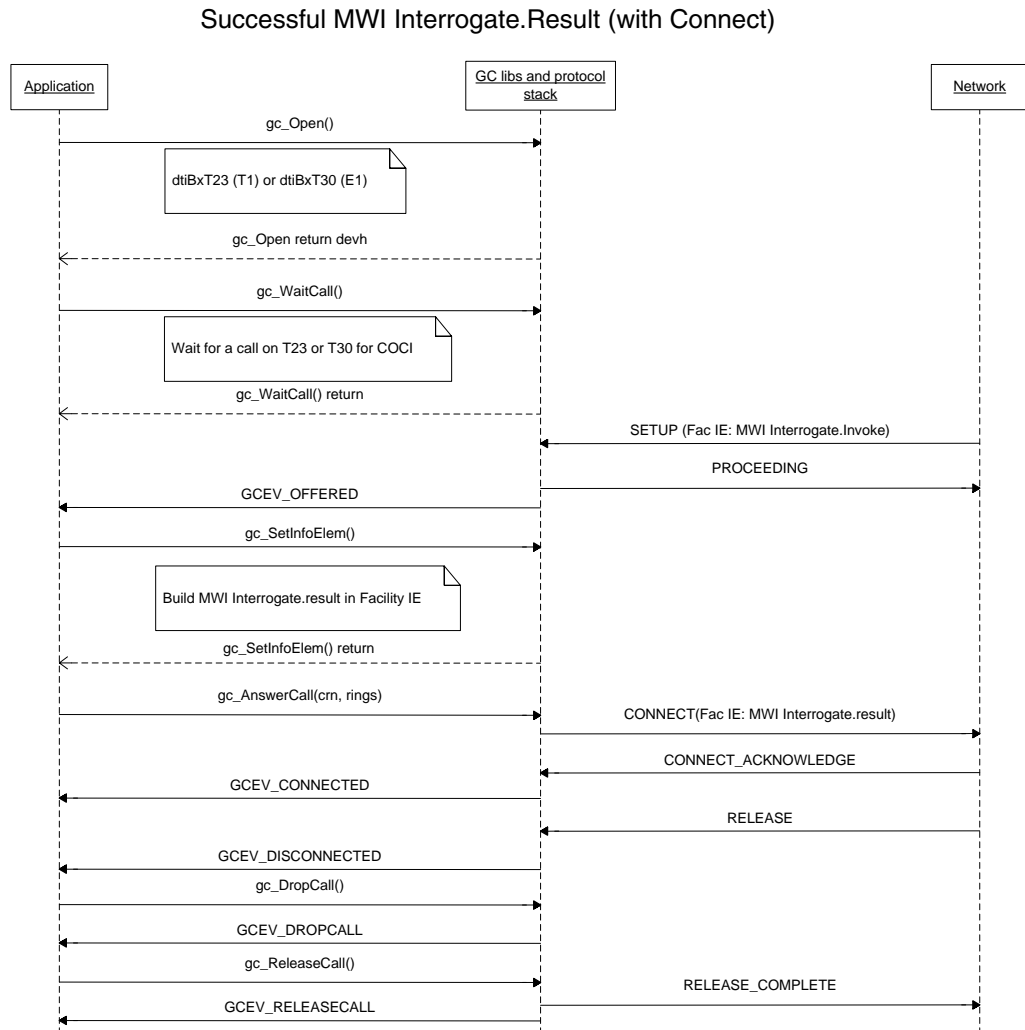 Successful MWI Interrogate.Result (with Connect)
Application
GC libs and protocol
stack
Network
gc_Open()
dtiBxT23 (T1) or dtiBxT30 (E1)
gc_Open return devh
gc_WaitCall()
Wait for a call on T23 or T30 for COCI
gc_WaitCall() return
SETUP (Fac IE: MWI Interrogate.Invoke)
PROCEEDING
GCEV_OFFERED
gc_SetInfoElem()
Build MWI Interrogate.result in Facility IE
gc_SetInfoElem() return
gc_AnswerCall(crn, rings)
CONNECT(Fac IE: MWI Interrogate.result)
CONNECT_ACKNOWLEDGE
GCEV_CONNECTED
RELEASE
GCEV_DISCONNECTED
gc_DropCall()
GCEV_DROPCALL
gc_ReleaseCall()
RELEASE_COMPLETE
GCEV_RELEASECALL